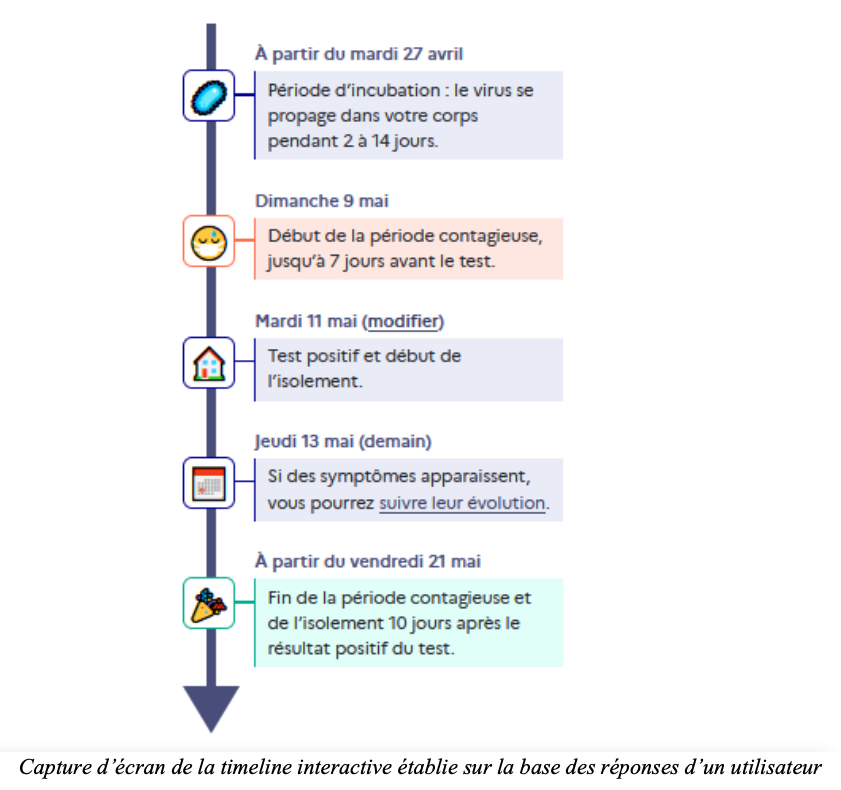 À partir du mardi 27 avril
Période d’incubation : le virus se
propage dans votre corps
pendant 2 à 14 jours.
Dimanche 9 mai
Début de la période contagieuse,
jusqu’à 7 jours avant le test.
Mardi 11 mai (modifier)
Test positif et début de
l’isolement.
Jeudi 13 mai (demain)
Si des symptômes apparaissent,
vous pourrez suivre leur évolution.
À partir du vendredi 21 mai
Fin de la période contagieuse et
de l’isolement 10 jours après le
résultat positif du test.
Capture d’écran de la timeline interactive établie sur la base des réponses d’un utilisateur